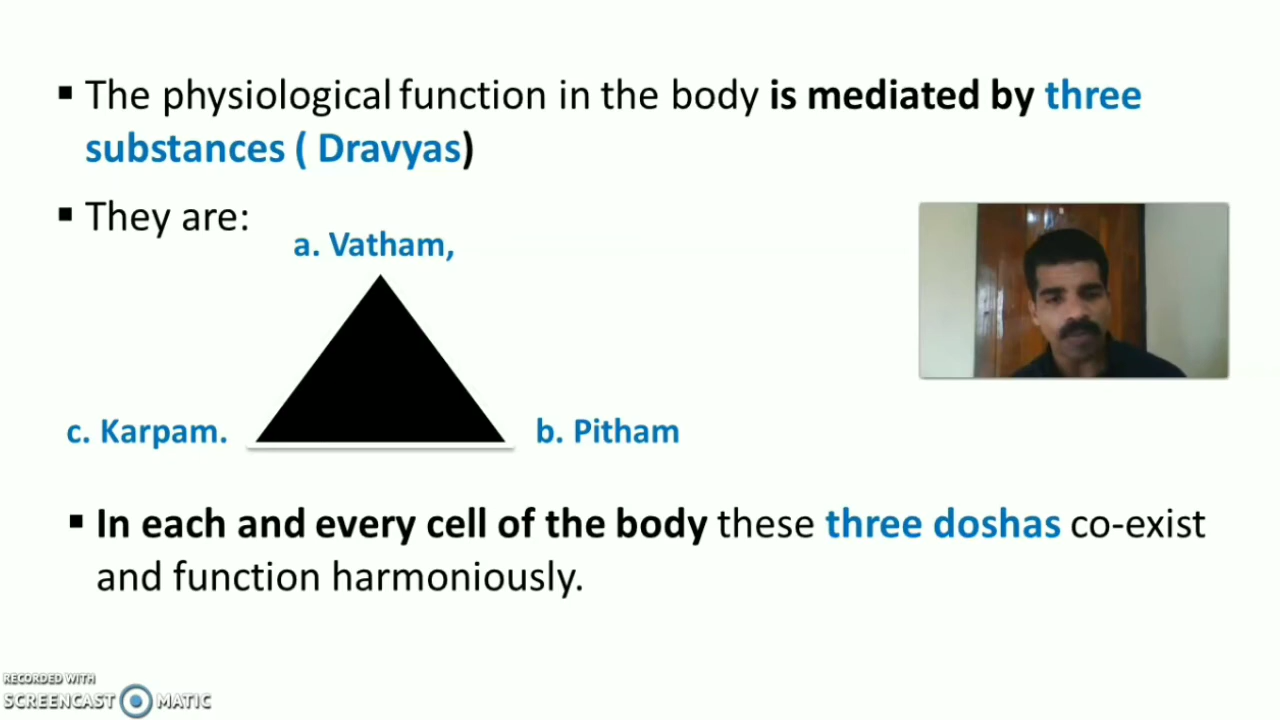 ▪ The physiological function in the body is mediated by three
substances ( Dravyas)
▪ They are:
a. Vatham,
c. Karpam.
b. Pitham
▪ In each and every cell of the body these three doshas co-exist
and function harmoniously.
RECORDED WITH
SCREENCAST MATIC